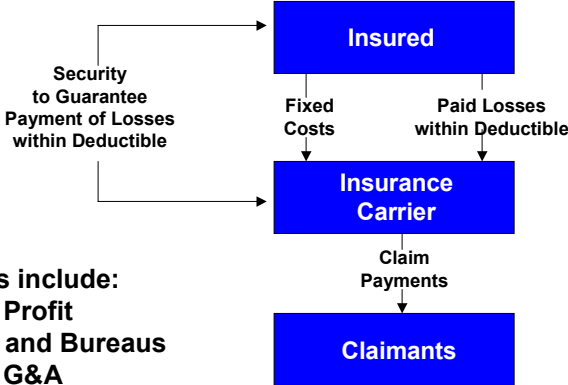 Insured
Security
to Guarantee
Payment of Losses
within Deductible
Fixed
Costs
Paid Losses
within Deductible
Insurance
Carrier
Claim
Payments
s include:
Profit
and Bureaus
G&A
Claimants